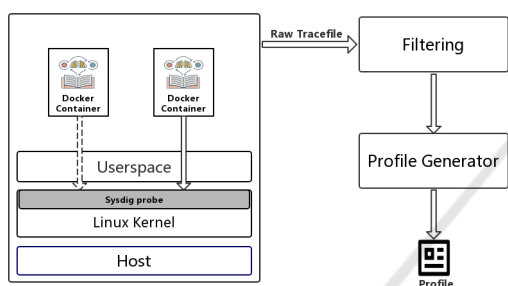 Raw Tracefile
Filtering
Docker
Container
Docker
Container
Userspace
Profile Generator
Sysdig probe
Linux Kernel
Host
Profile